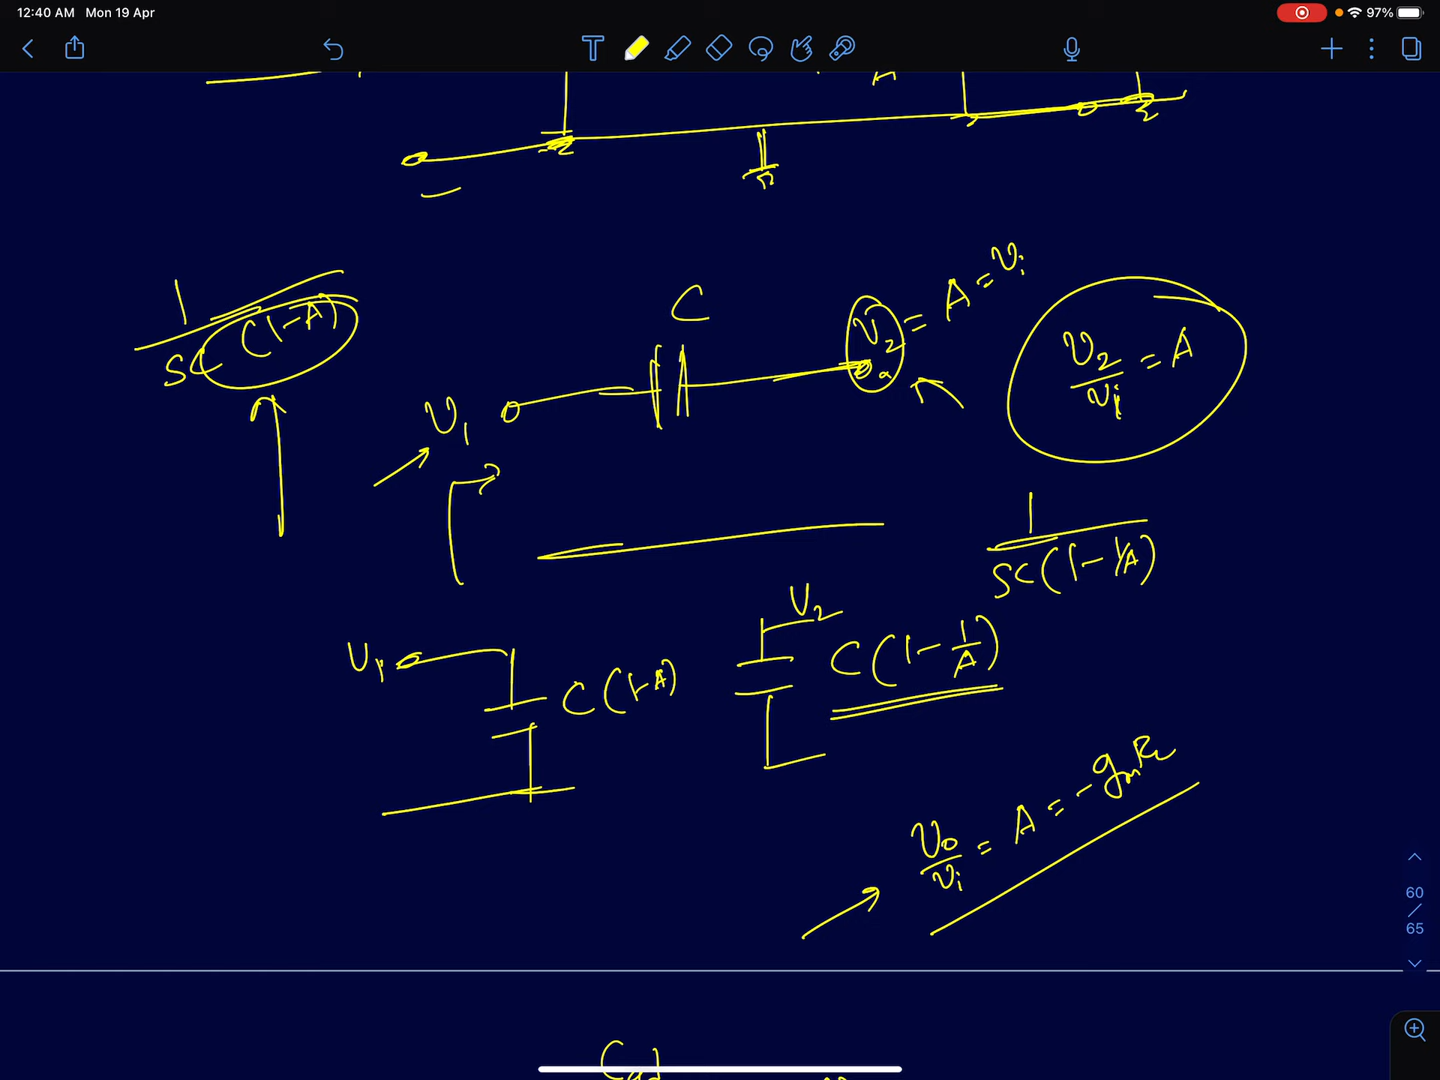 12:40 AM Mon 19 Apr
97%
A
1/SC(1-A)
C
V2 = A = Vi
V2/Vi = A
V1
1/SC(1-1/A)
V2
V1
C(1-A)
C(1-1/A)
Vo/Vi = A = -gmRL
60
/
65
Cgd